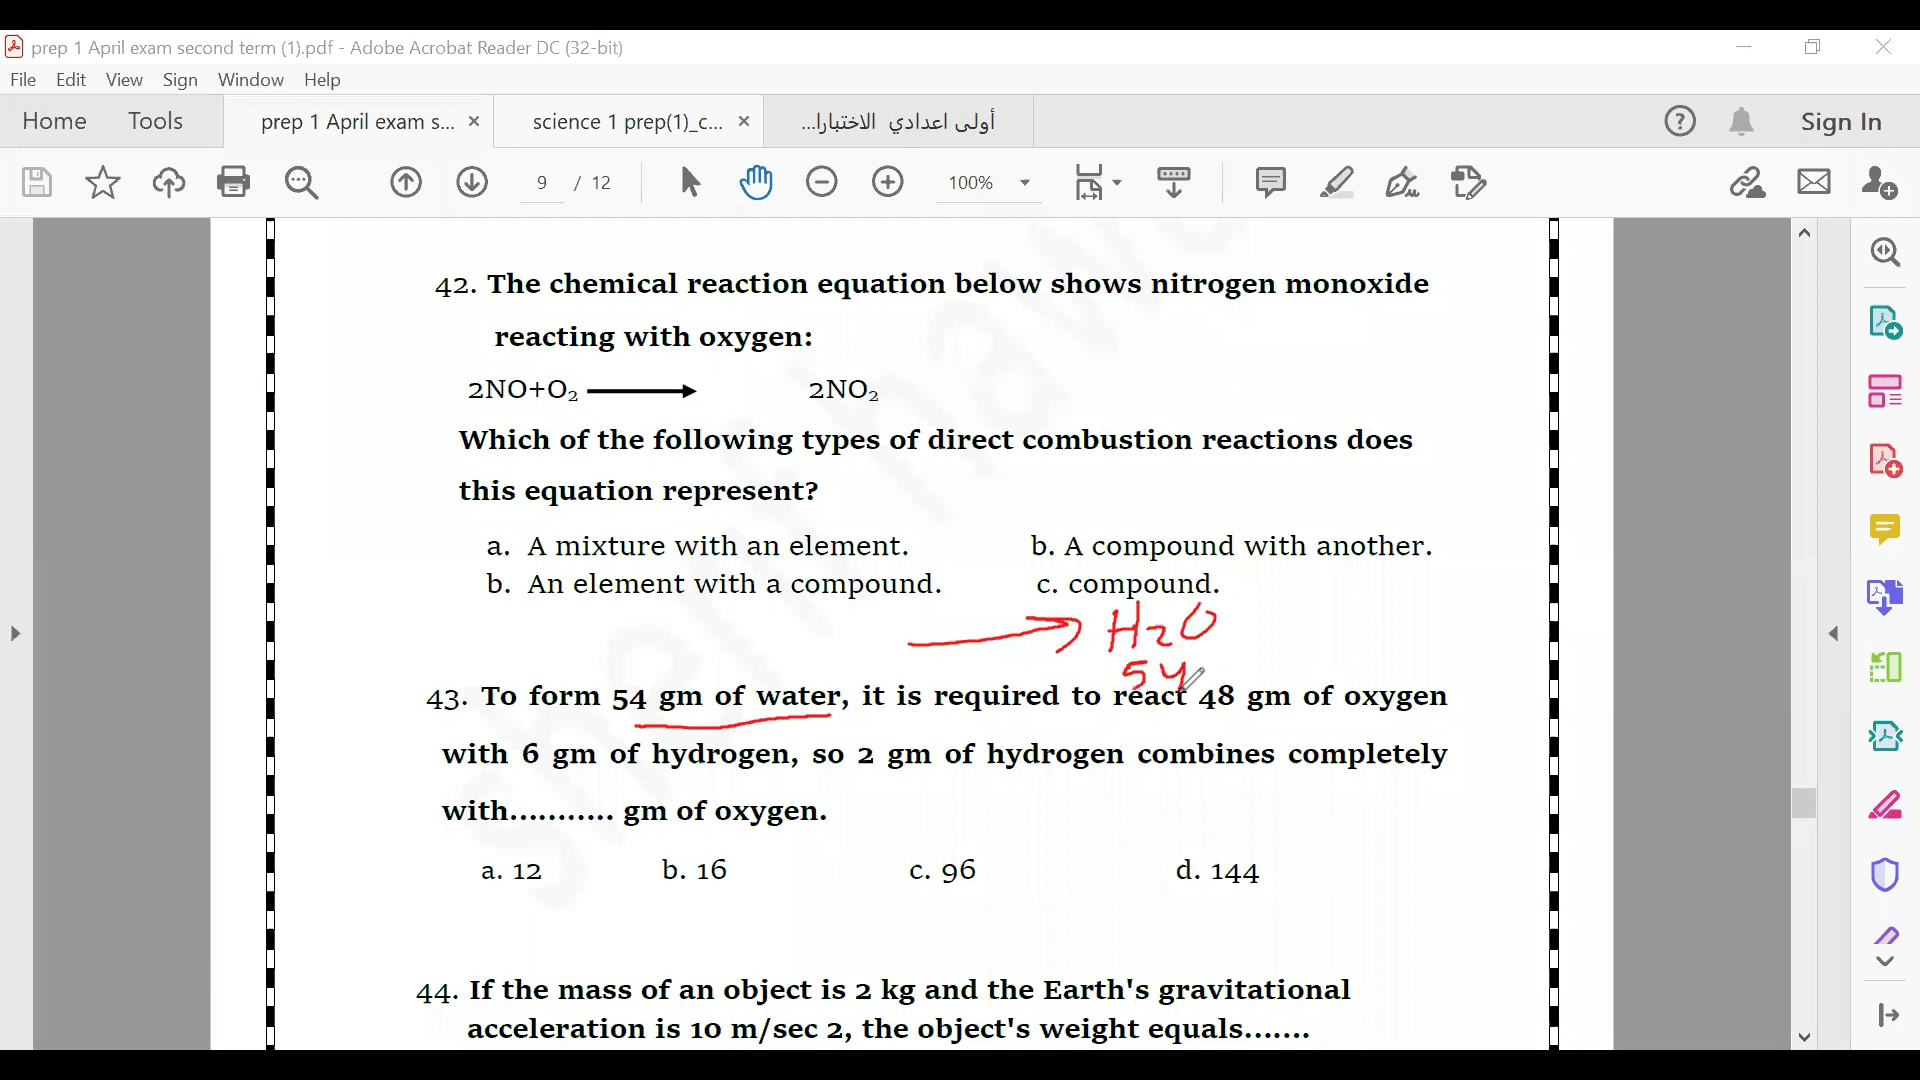 prep 1 April exam second term (1).pdf - Adobe Acrobat Reader DC (32-bit)
File Edit View Sign Window Help
Home Tools prep 1 April exam s... × science 1 prep(1)_c... × أولى اعدادي الاختبارا... Sign In
9 / 12 100%
42. The chemical reaction equation below shows nitrogen monoxide
reacting with oxygen:
2NO+O₂ ⟶ 2NO₂
Which of the following types of direct combustion reactions does
this equation represent?
a. A mixture with an element. b. A compound with another.
b. An element with a compound. c. compound.
⟶ H2O
54
43. To form 54 gm of water, it is required to react 48 gm of oxygen
with 6 gm of hydrogen, so 2 gm of hydrogen combines completely
with........... gm of oxygen.
a. 12 b. 16 c. 96 d. 144
44. If the mass of an object is 2 kg and the Earth's gravitational
acceleration is 10 m/sec 2, the object's weight equals.......